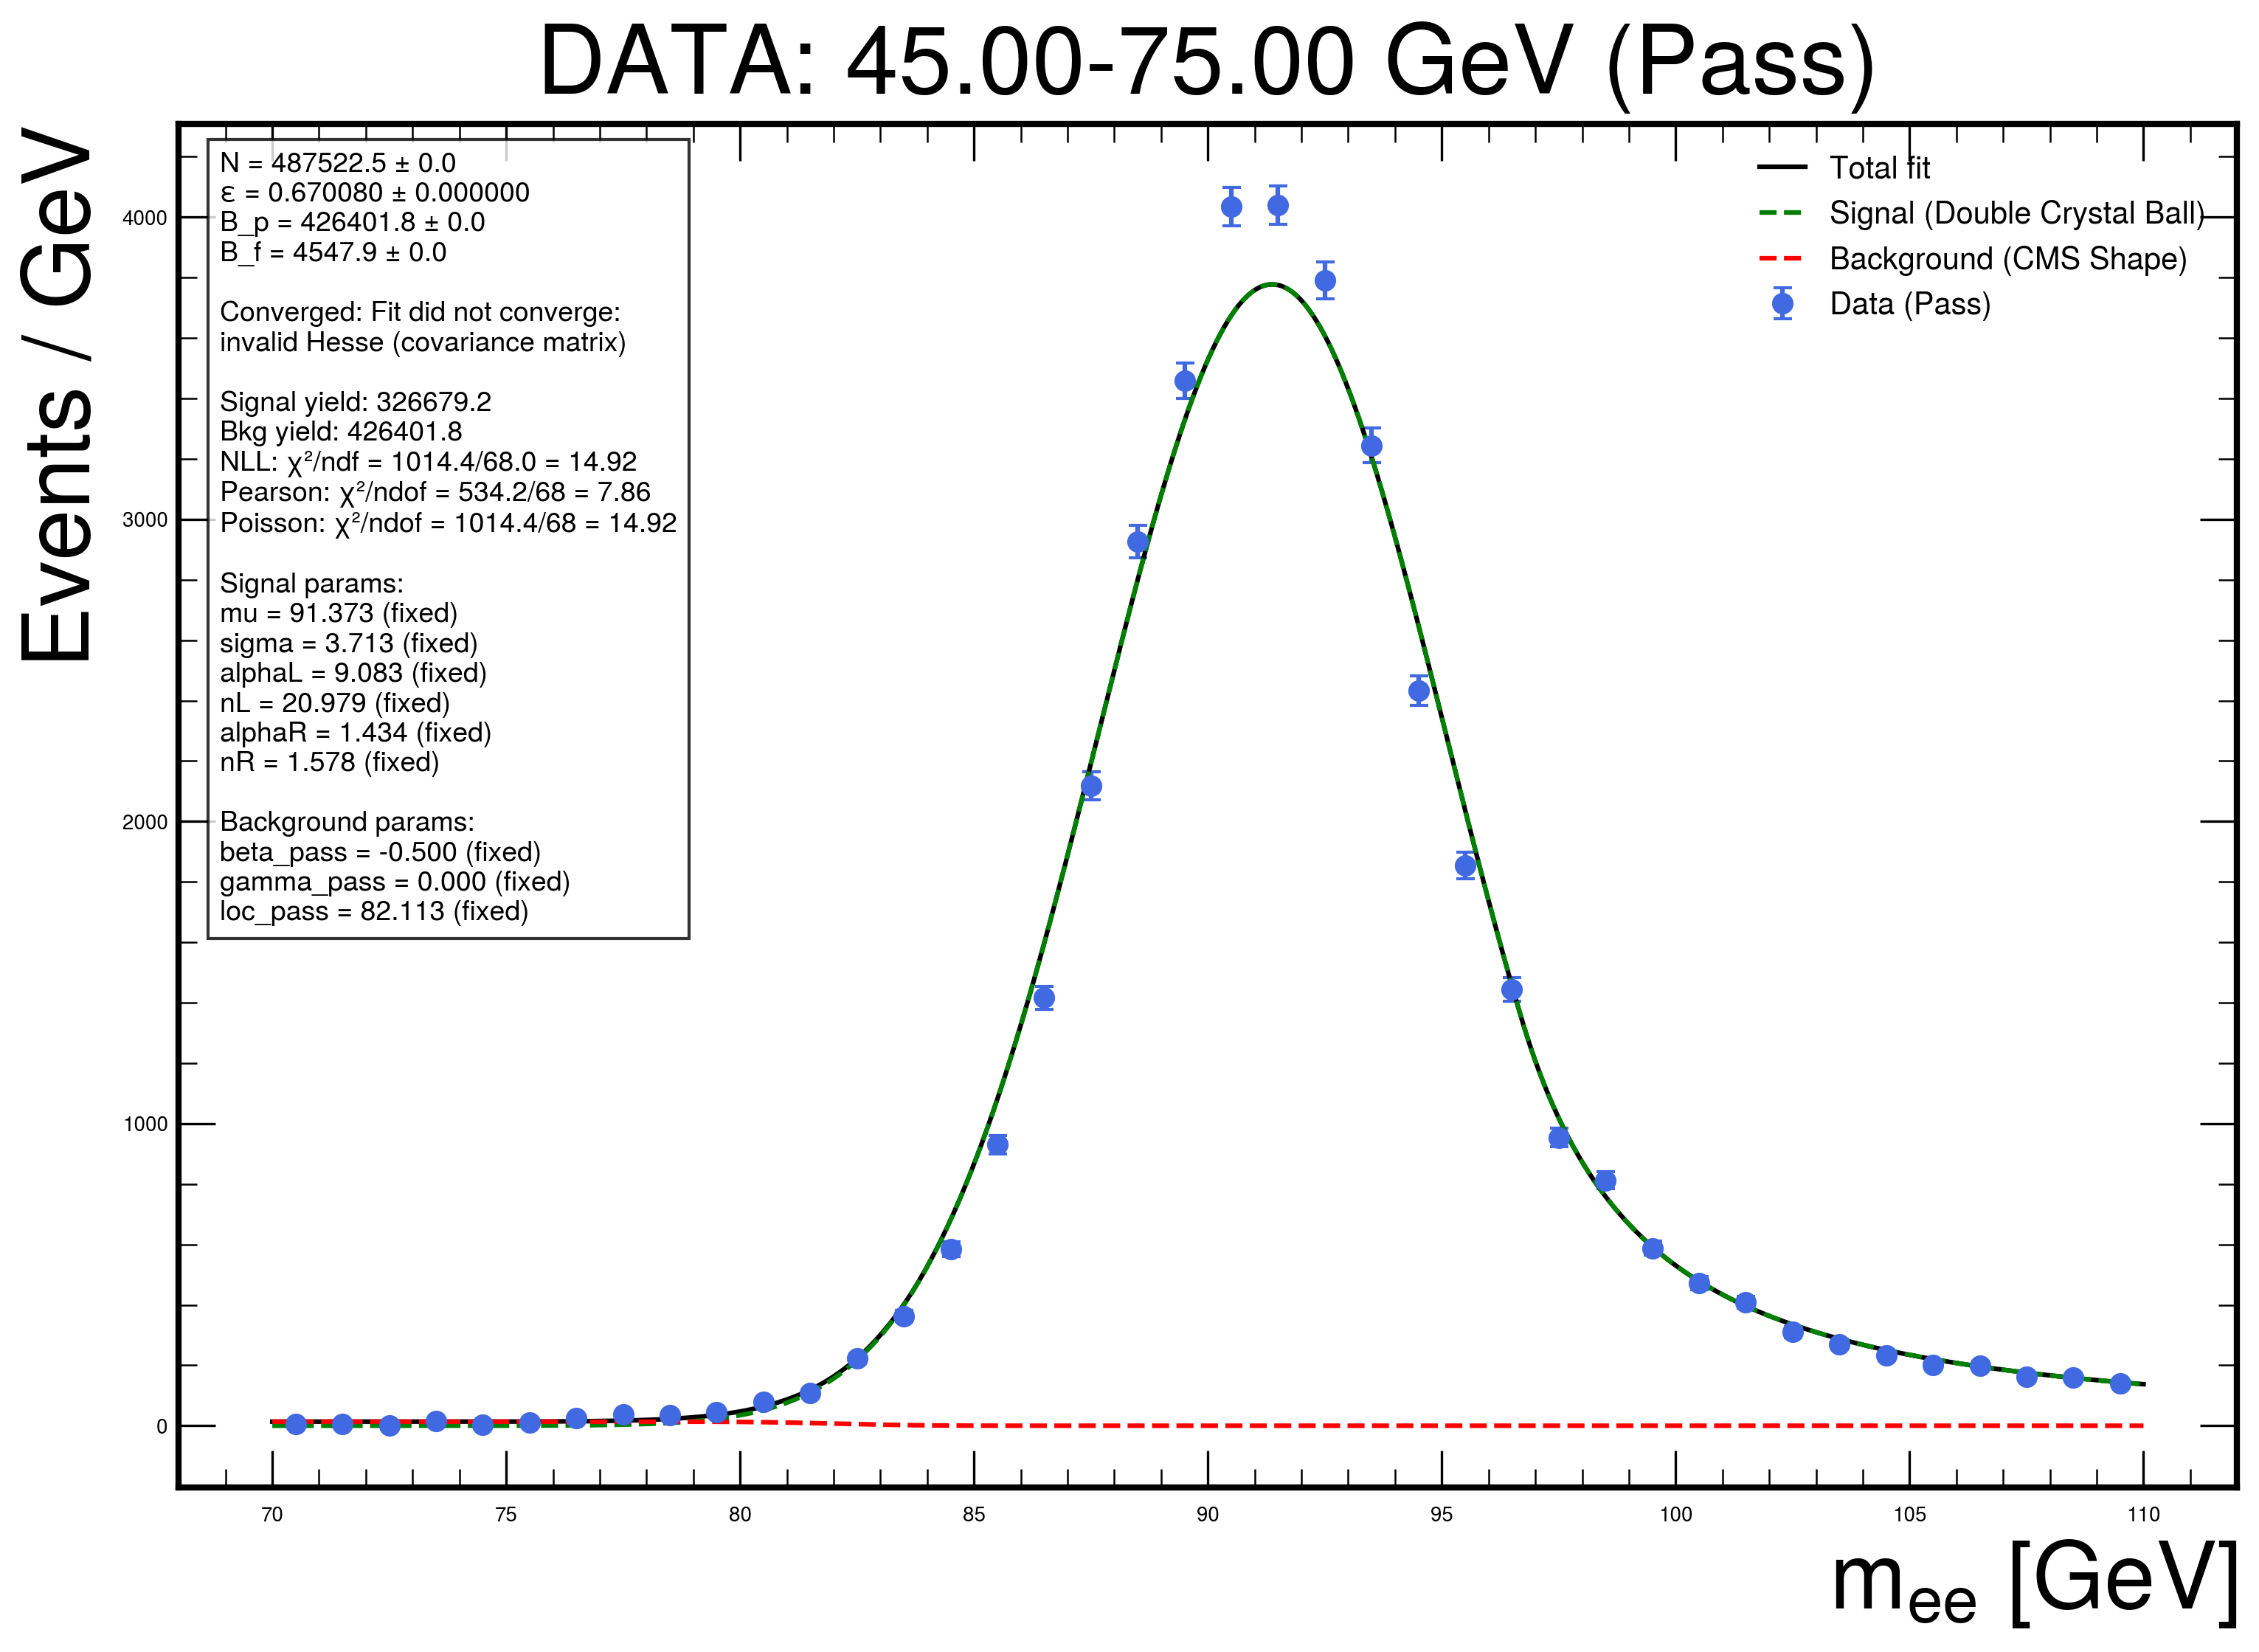 DATA: 45.00-75.00 GeV (Pass)
Events / GeV
N = 487522.5 ± 0.0
ε = 0.670080 ± 0.000000
B_p = 426401.8 ± 0.0
B_f = 4547.9 ± 0.0
Converged: Fit did not converge:
invalid Hesse (covariance matrix)
Signal yield: 326679.2
Bkg yield: 426401.8
NLL: χ²/ndf = 1014.4/68.0 = 14.92
Pearson: χ²/ndof = 534.2/68 = 7.86
Poisson: χ²/ndof = 1014.4/68 = 14.92
Signal params:
mu = 91.373 (fixed)
sigma = 3.713 (fixed)
alphaL = 9.083 (fixed)
nL = 20.979 (fixed)
alphaR = 1.434 (fixed)
nR = 1.578 (fixed)
Background params:
beta_pass = -0.500 (fixed)
gamma_pass = 0.000 (fixed)
loc_pass = 82.113 (fixed)
Total fit
Signal (Double Crystal Ball)
Background (CMS Shape)
Data (Pass)
4000
3000
2000
1000
0
70 75 80 85 90 95 100 105 110
m_ee [GeV]